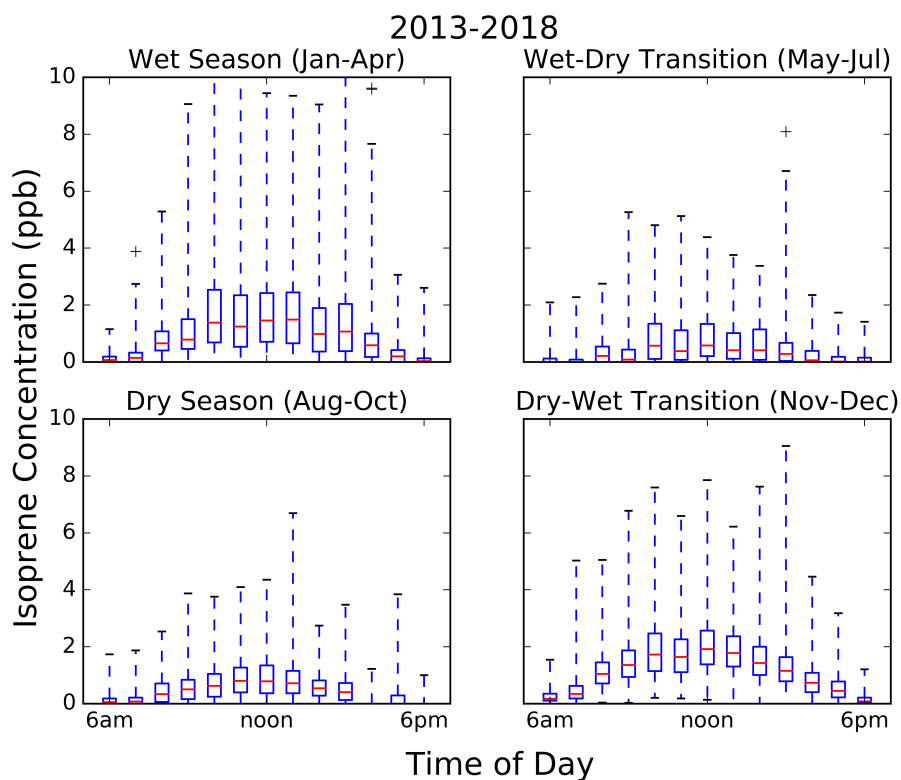 2013-2018
Wet Season (Jan-Apr)
Wet-Dry Transition (May-Jul)
10
8
6
4
2
0
Isoprene Concentration (ppb)
Dry Season (Aug-Oct)
Dry-Wet Transition (Nov-Dec)
10
8
6
4
2
0
6am noon 6pm
6am noon 6pm
Time of Day